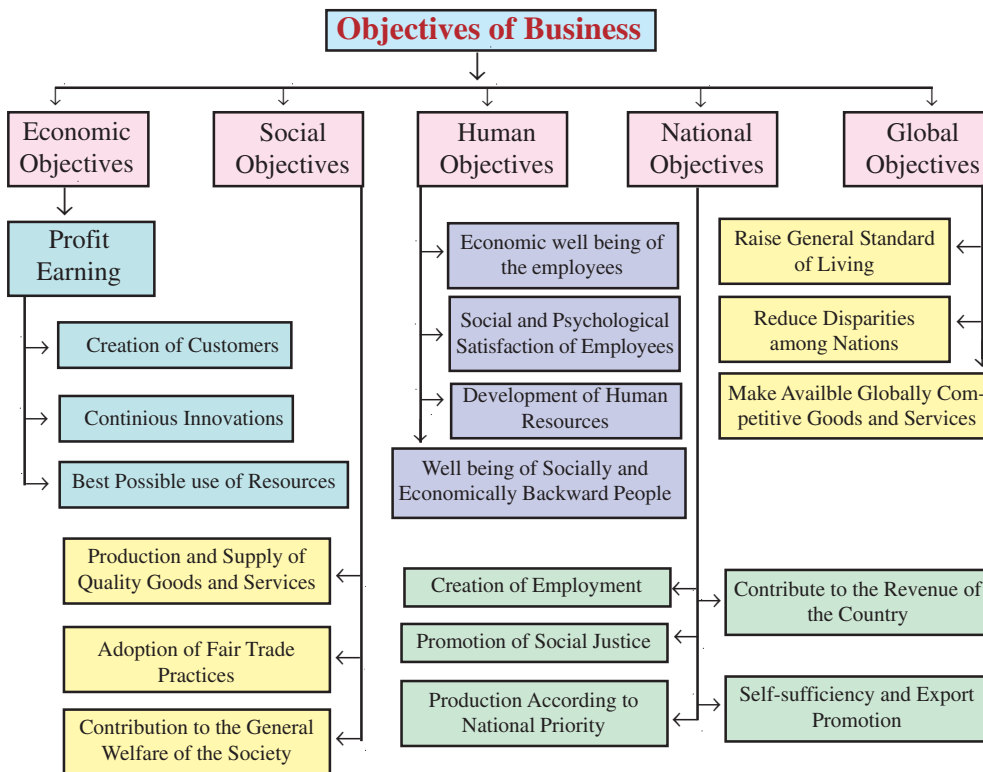 Objectives of Business
Economic
Objectives
Social
Objectives
Human
Objectives
National
Objectives
Global
Objectives
Profit
Earning
Creation of Customers
Continious Innovations
Best Possible use of Resources
Production and Supply of
Quality Goods and Services
Adoption of Fair Trade
Practices
Contribution to the General
Welfare of the Society
Economic well being of
the employees
Social and Psychological
Satisfaction of Employees
Development of Human
Resources
Well being of Socially and
Economically Backward People
Creation of Employment
Promotion of Social Justice
Production According to
National Priority
Contribute to the Revenue of
the Country
Self-sufficiency and Export
Promotion
Raise General Standard
of Living
Reduce Disparities
among Nations
Make Availble Globally Com-
petitive Goods and Services